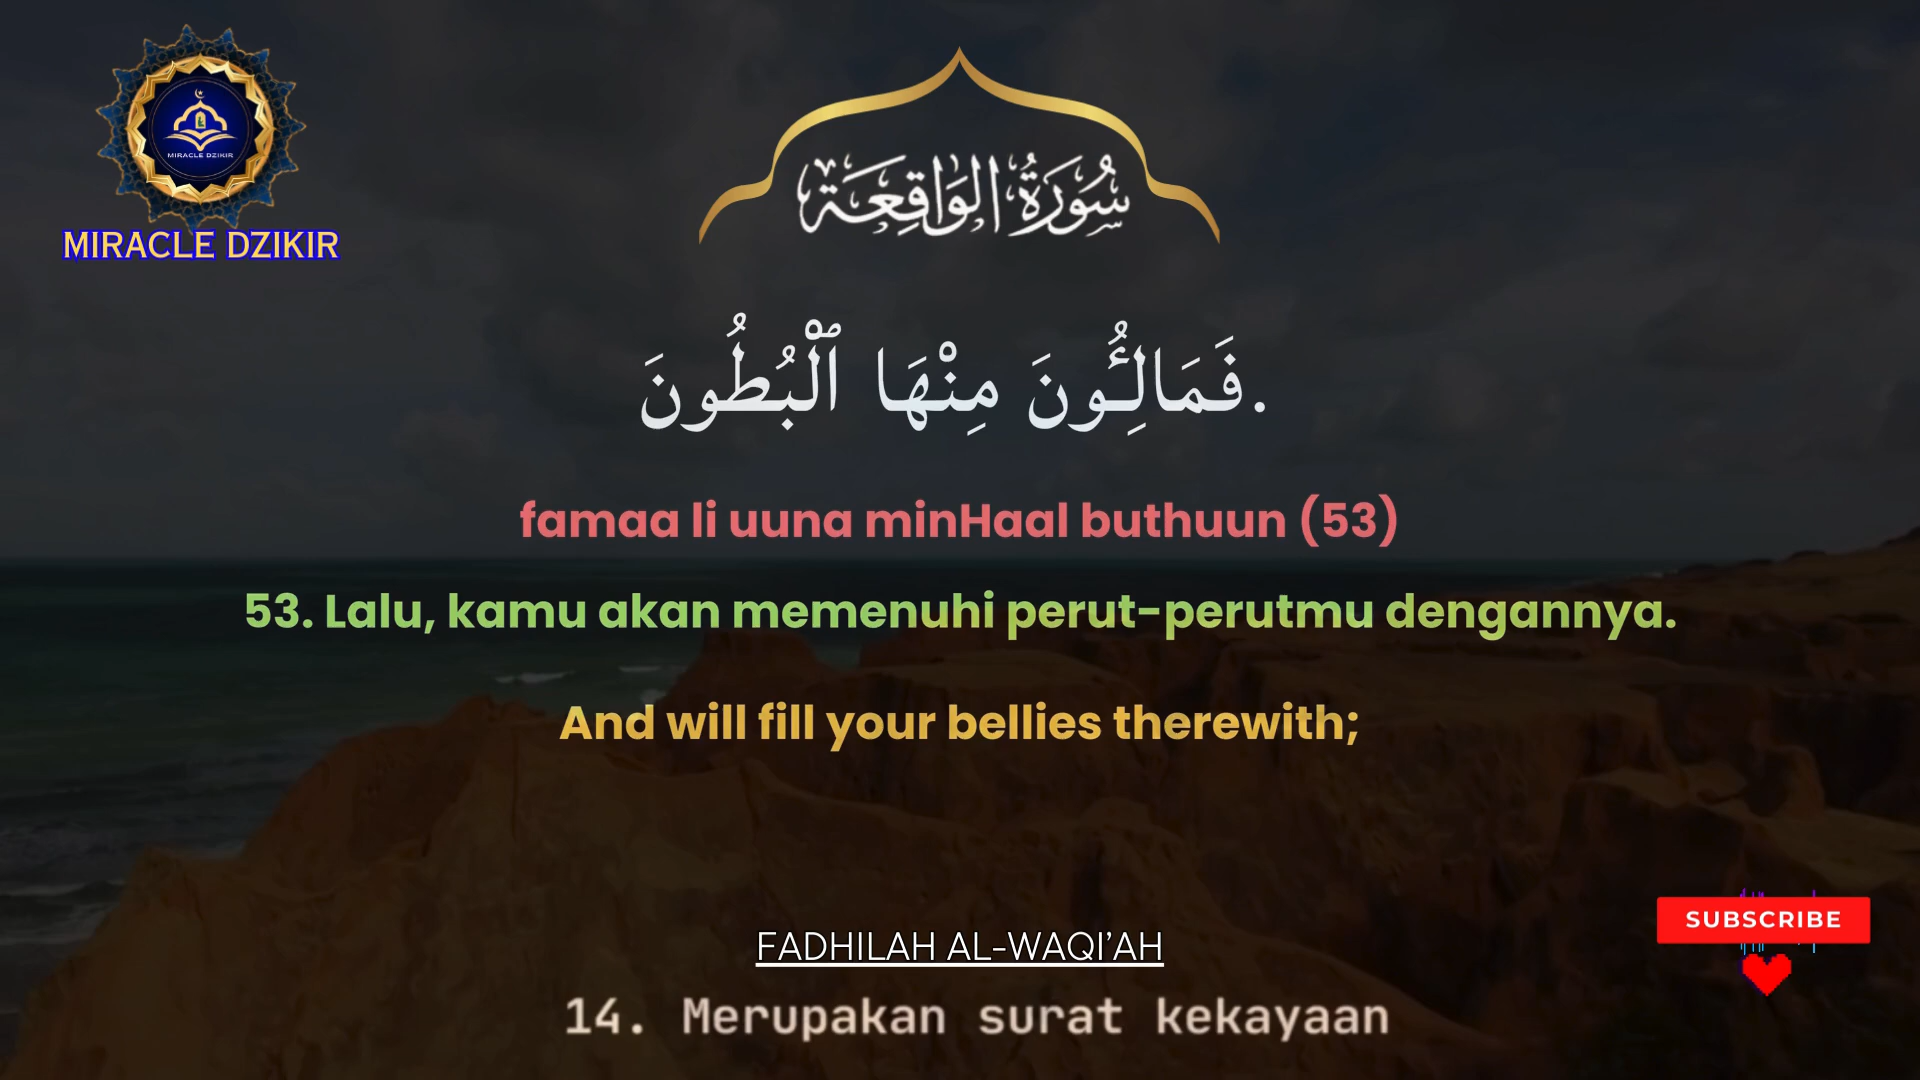 MIRACLE DZIKIR
MIRACLE DZIKIR
سُورَةُ الوَاقِعَة
فَمَالِـُٔونَ مِنْهَا ٱلْبُطُونَ.
famaa li uuna minHaal buthuun (53)
53. Lalu, kamu akan memenuhi perut-perutmu dengannya.
And will fill your bellies therewith;
SUBSCRIBE
FADHILAH AL-WAQI’AH
14. Merupakan surat kekayaan